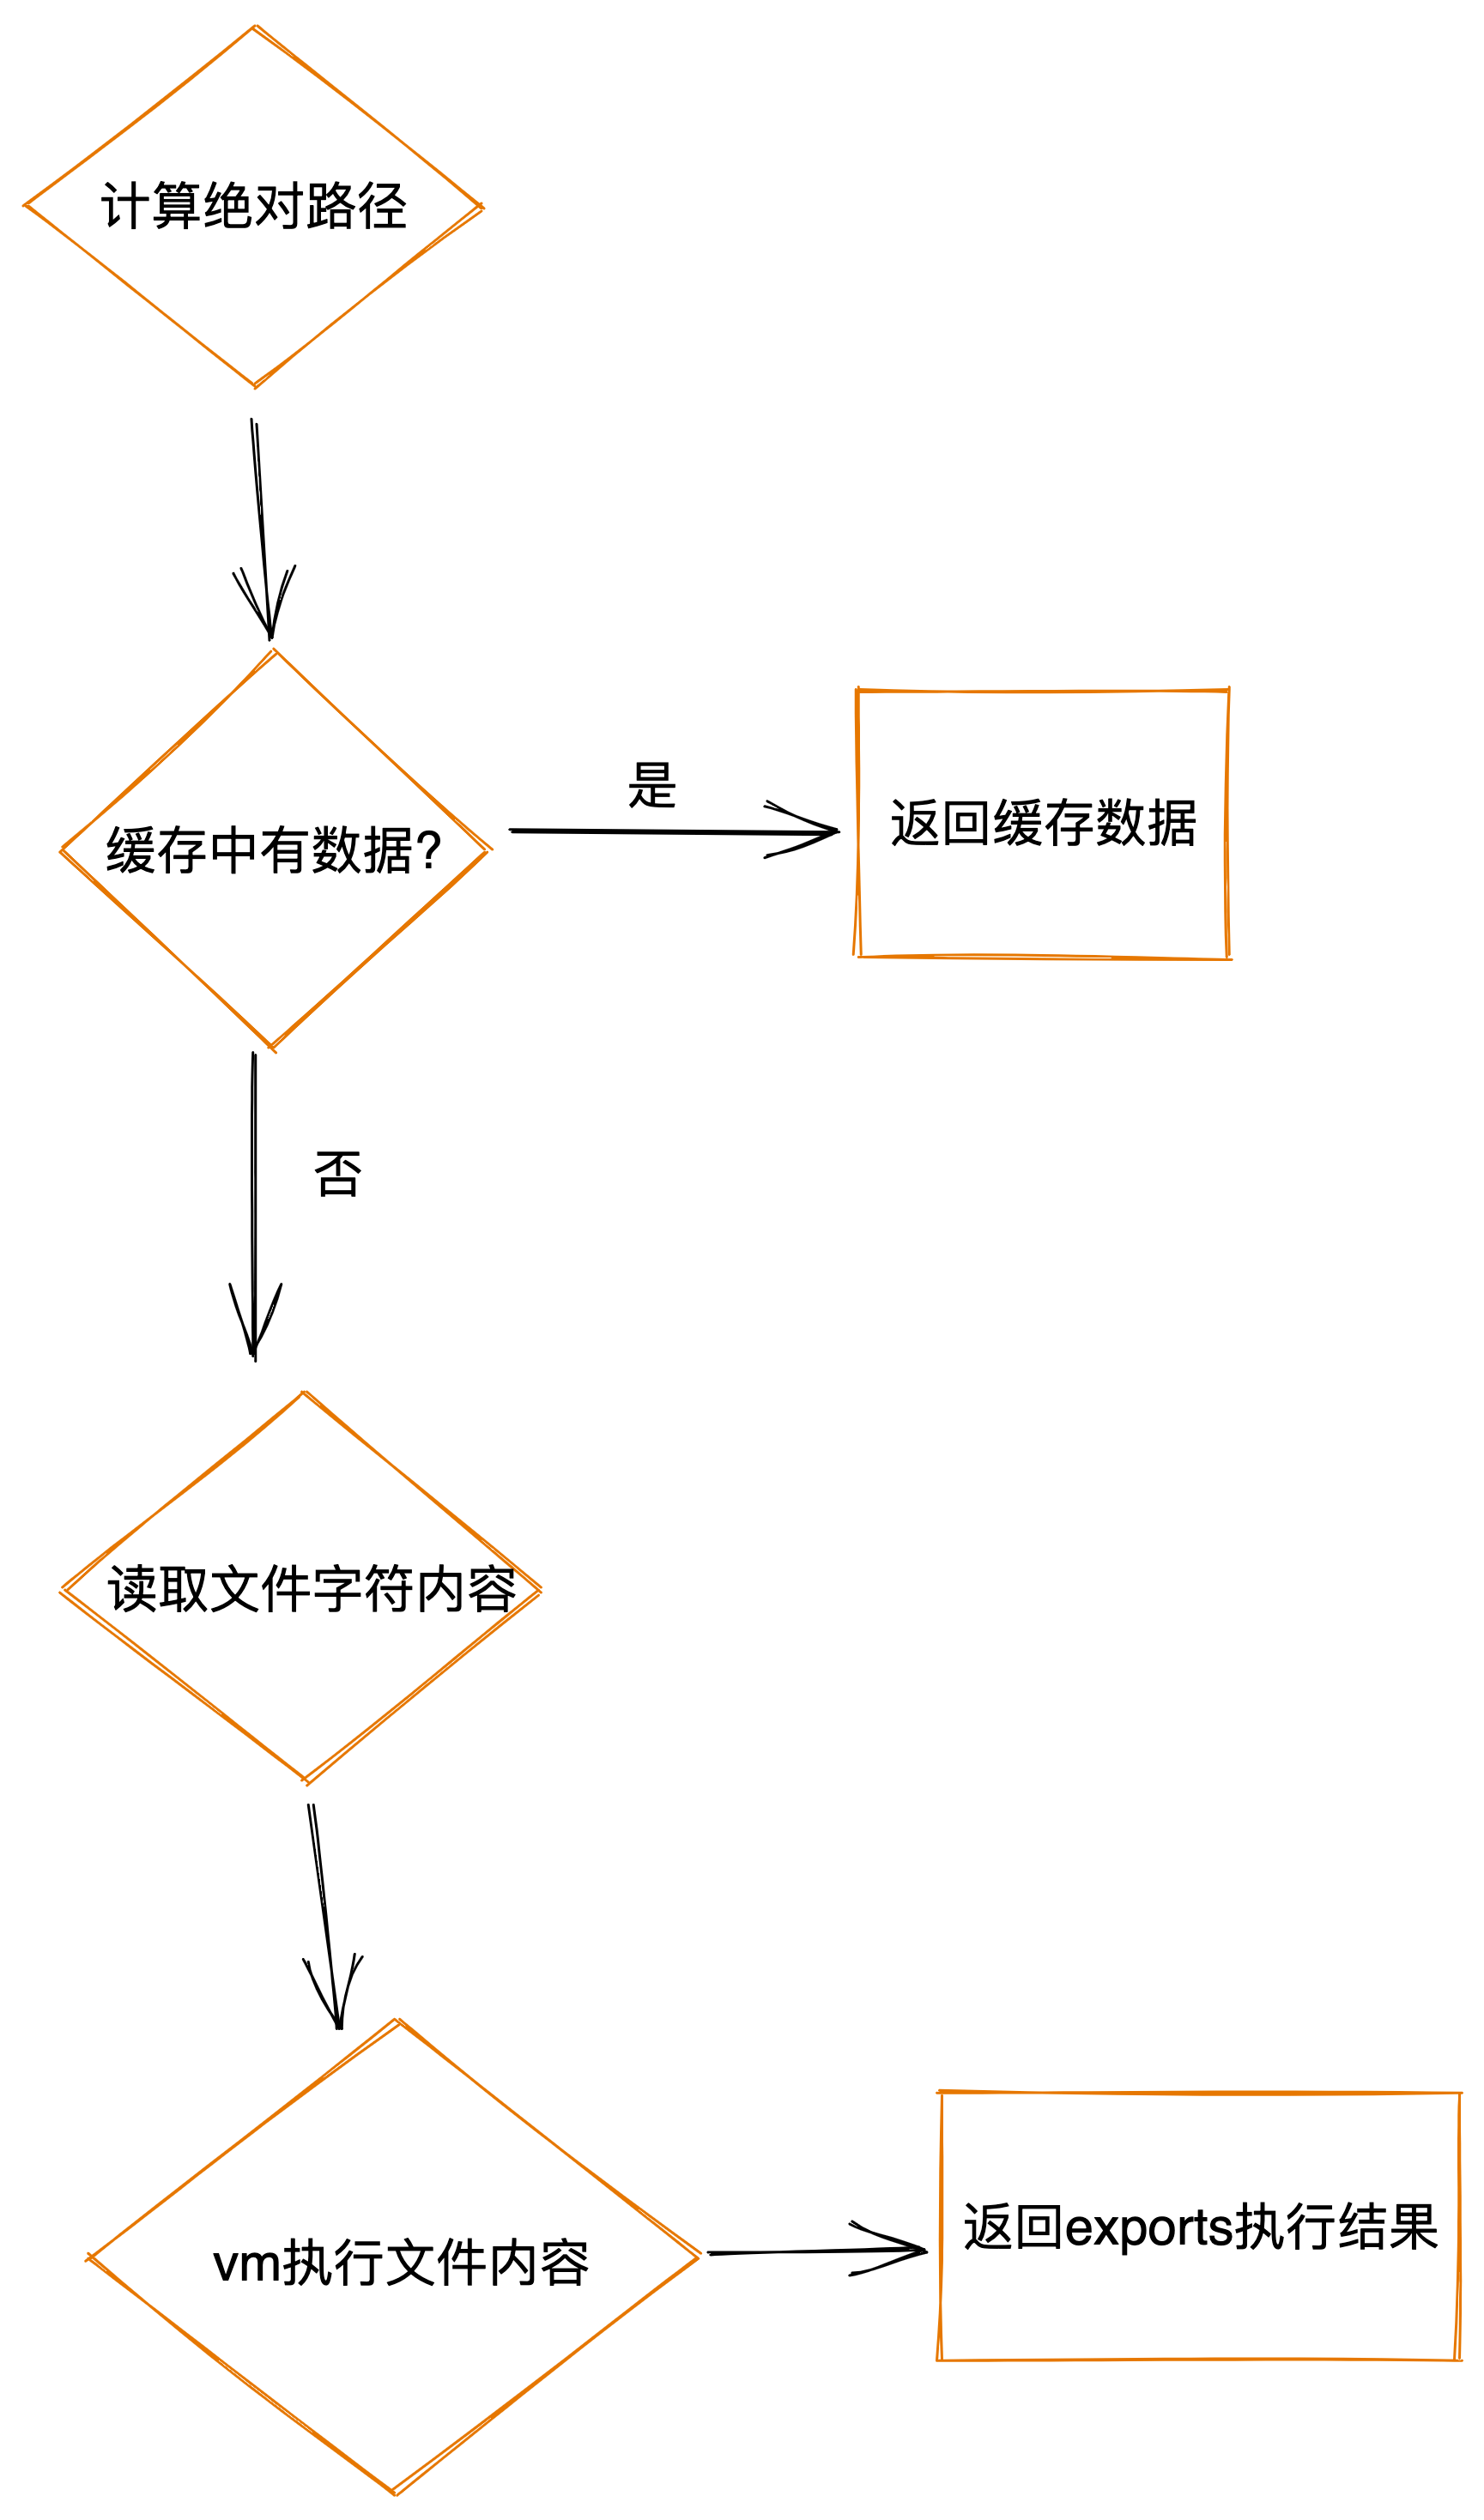 计算绝对路径
缓存中有数据?
是
返回缓存数据
否
读取文件字符内容
vm执行文件内容
返回exports执行结果